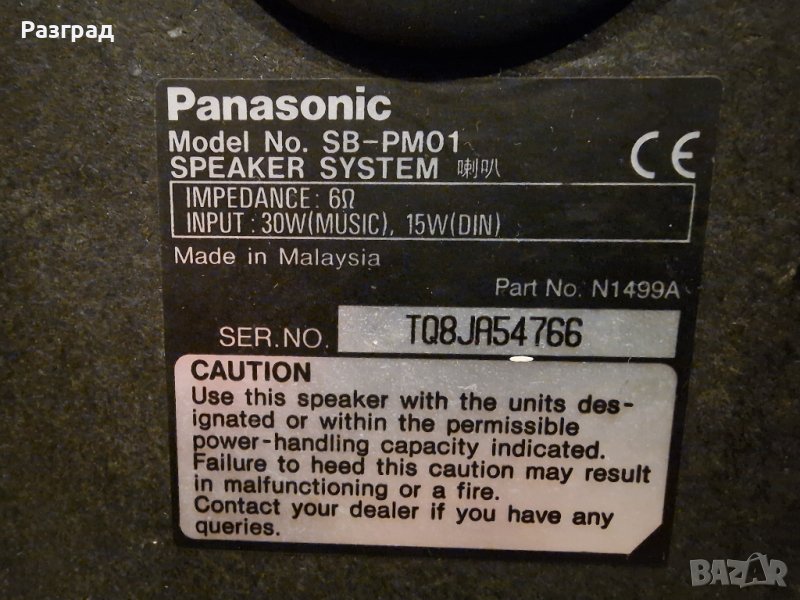 Разград
Panasonic
Model No. SB-PM01
SPEAKER SYSTEM 喇叭
CE
IMPEDANCE: 6Ω
INPUT : 30W(MUSIC), 15W(DIN)
Made in Malaysia
Part No. N1499A
SER.NO. TQ8JA54766
CAUTION
Use this speaker with the units des-
ignated or within the permissible
power-handling capacity indicated.
Failure to heed this caution may result
in malfunctioning or a fire.
Contact your dealer if you have any
queries.
BAZAR